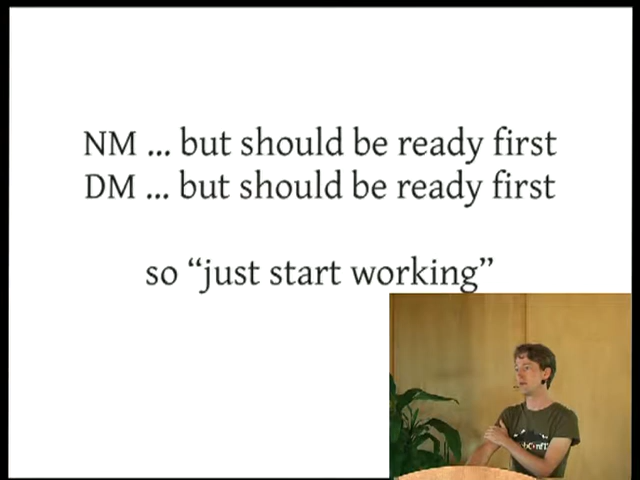 NM ... but should be ready first
DM ... but should be ready first
so “just start working”